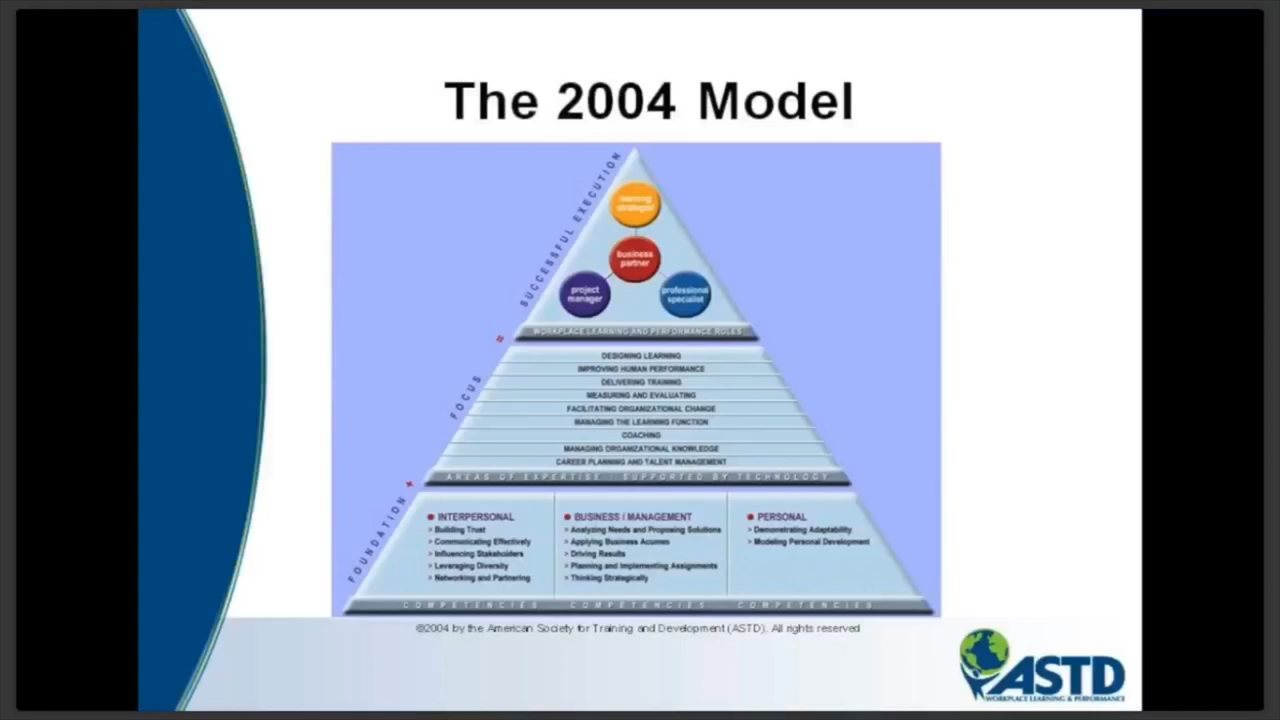 The 2004 Model
SUCCESSFUL EXECUTION
learning
strategist
business
partner
project
manager
professional
specialist
WORKPLACE LEARNING AND PERFORMANCE ROLES
=
FOCUS
DESIGNING LEARNING
IMPROVING HUMAN PERFORMANCE
DELIVERING TRAINING
MEASURING AND EVALUATING
FACILITATING ORGANIZATIONAL CHANGE
MANAGING THE LEARNING FUNCTION
COACHING
MANAGING ORGANIZATIONAL KNOWLEDGE
CAREER PLANNING AND TALENT MANAGEMENT
AREAS OF EXPERTISE : SUPPORTED BY TECHNOLOGY
+
FOUNDATION
• INTERPERSONAL
> Building Trust
> Communicating Effectively
> Influencing Stakeholders
> Leveraging Diversity
> Networking and Partnering
• BUSINESS / MANAGEMENT
> Analyzing Needs and Proposing Solutions
> Applying Business Acumen
> Driving Results
> Planning and Implementing Assignments
> Thinking Strategically
• PERSONAL
> Demonstrating Adaptability
> Modeling Personal Development
COMPETENCIES COMPETENCIES COMPETENCIES
©2004 by the American Society for Training and Development (ASTD). All rights reserved
ASTD
WORKPLACE LEARNING & PERFORMANCE